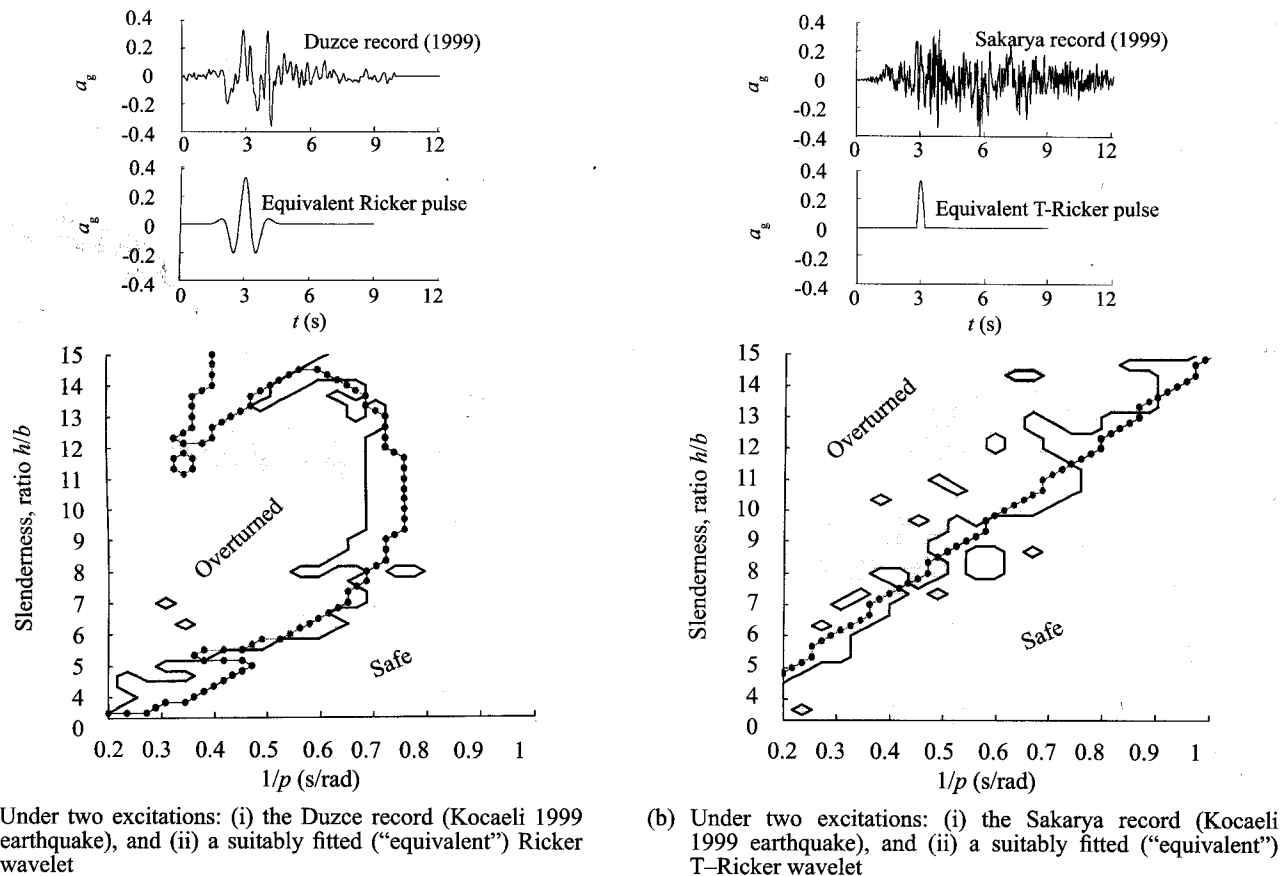 0.4
0.2
0
-0.2
-0.4
a_g
Duzce record (1999)
0 3 6 9 12
0.4
0.2
0
-0.2
-0.4
a_g
Equivalent Ricker pulse
0 3 6 9 12
t (s)
15
14
13
12
11
10
9
8
7
6
5
4
0
Slenderness, ratio h/b
Overturned
Safe
0.2 0.3 0.4 0.5 0.6 0.7 0.8 0.9 1
1/p (s/rad)
Under two excitations: (i) the Duzce record (Kocaeli 1999
earthquake), and (ii) a suitably fitted (“equivalent”) Ricker
wavelet
0.4
0.2
0
-0.2
-0.4
a_g
Sakarya record (1999)
0 3 6 9 12
0.4
0.2
0
-0.2
-0.4
a_g
Equivalent T-Ricker pulse
0 3 6 9 12
t (s)
15
14
13
12
11
10
9
8
7
6
5
4
0
Slenderness, ratio h/b
Overturned
Safe
0.2 0.3 0.4 0.5 0.6 0.7 0.8 0.9 1
1/p (s/rad)
(b) Under two excitations: (i) the Sakarya record (Kocaeli
1999 earthquake), and (ii) a suitably fitted (“equivalent”)
T–Ricker wavelet